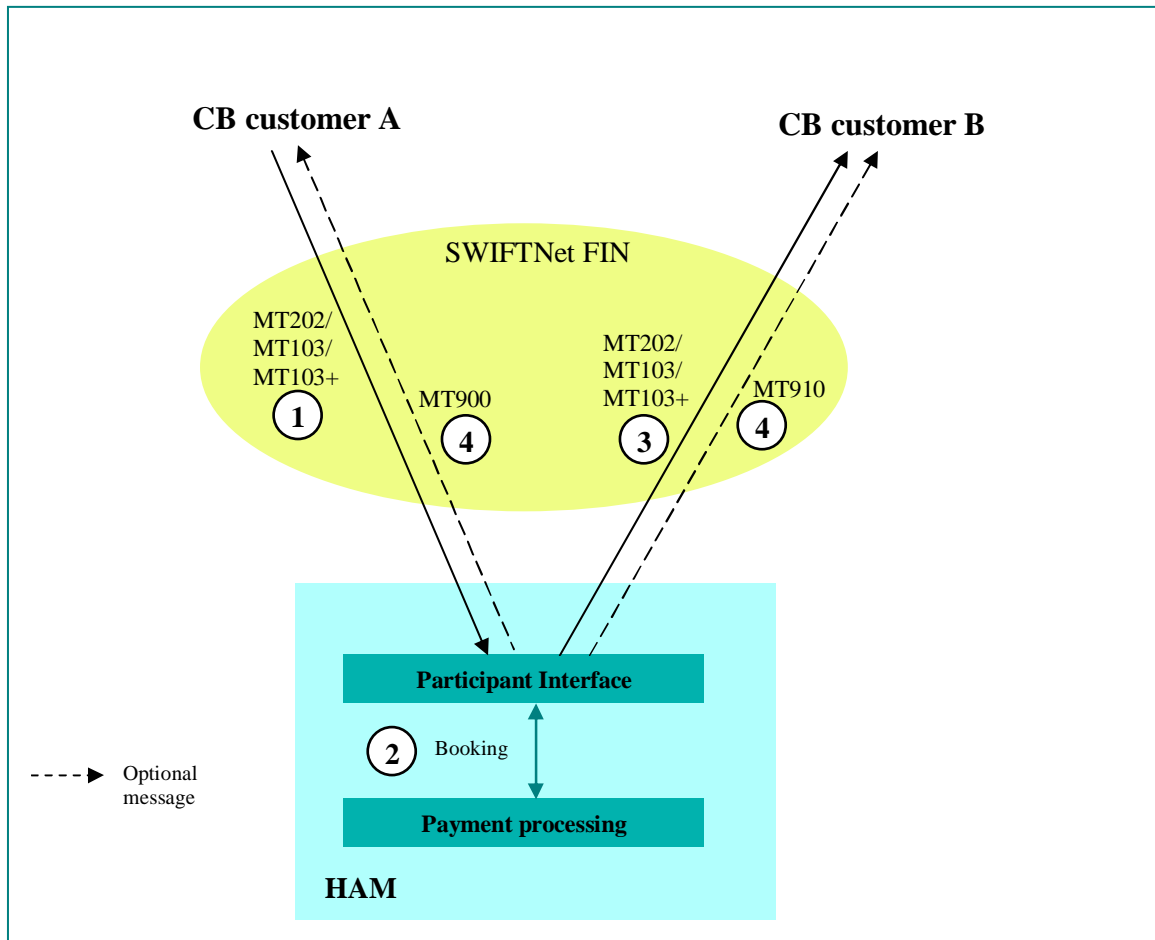 CB customer A
CB customer B
SWIFTNet FIN
MT202/
MT103/
MT103+
1
MT900
4
MT202/
MT103/
MT103+
3
MT910
4
Participant Interface
2 Booking
Payment processing
HAM
Optional
message